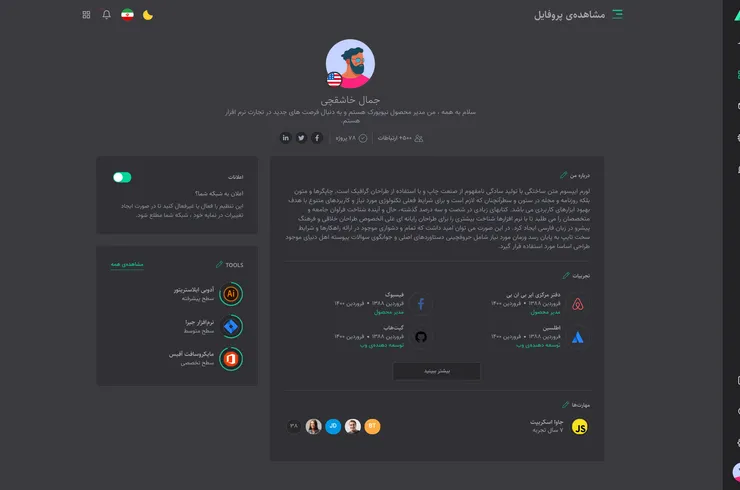 مشاهده‌ی پروفایل
جمال خاشقچی
سلام به همه ، من مدیر محصول نیویورک هستم و به دنبال فرصت های جدید در تجارت نرم افزار
هستم.
۵۰۰+ ارتباطات
۷۸ پروژه
درباره من
لورم ایپسوم متن ساختگی با تولید سادگی نامفهوم از صنعت چاپ و با استفاده از طراحان گرافیک است. چاپگرها و متون
بلکه روزنامه و مجله در ستون و سطرآنچنان که لازم است و برای شرایط فعلی تکنولوژی مورد نیاز و کاربردهای متنوع با هدف
بهبود ابزارهای کاربردی می باشد. کتابهای زیادی در شصت و سه درصد گذشته، حال و آینده شناخت فراوان جامعه و
متخصصان را می طلبد تا با نرم افزارها شناخت بیشتری را برای طراحان رایانه ای علی الخصوص طراحان خلاقی و فرهنگ
پیشرو در زبان فارسی ایجاد کرد. در این صورت می توان امید داشت که تمام و دشواری موجود در ارائه راهکارها و شرایط
سخت تایپ به پایان رسد وزمان مورد نیاز شامل حروفچینی دستاوردهای اصلی و جوابگوی سوالات پیوسته اهل دنیای موجود
طراحی اساسا مورد استفاده قرار گیرد.
تجربیات
دفتر مرکزی ایر بی ان بی
فروردین ۱۳۸۸ • فروردین ۱۴۰۰
مدیر محصول
فیسبوک
فروردین ۱۳۸۸ • فروردین ۱۴۰۰
مدیر محصول
اطلسین
فروردین ۱۳۸۸ • فروردین ۱۴۰۰
توسعه دهنده‌ی وب
گیت‌هاب
فروردین ۱۳۸۸ • فروردین ۱۴۰۰
توسعه دهنده‌ی وب
بیشتر ببینید
مهارت‌ها
JS
جاوا اسکریپت
۷ سال تجربه
BT
JD
۳۸
اعلانات
اعلان به شبکه شما؟
این تنظیم را فعال یا غیرفعال کنید تا در صورت ایجاد
تغییرات در نمایه خود ، شبکه شما مطلع شود.
TOOLS
مشاهده‌ی همه
Ai
آدوبی ایلاستریتور
سطح پیشرفته
نرم‌افزار جیرا
سطح متوسط
مایکروسافت آفیس
سطح تخصصی